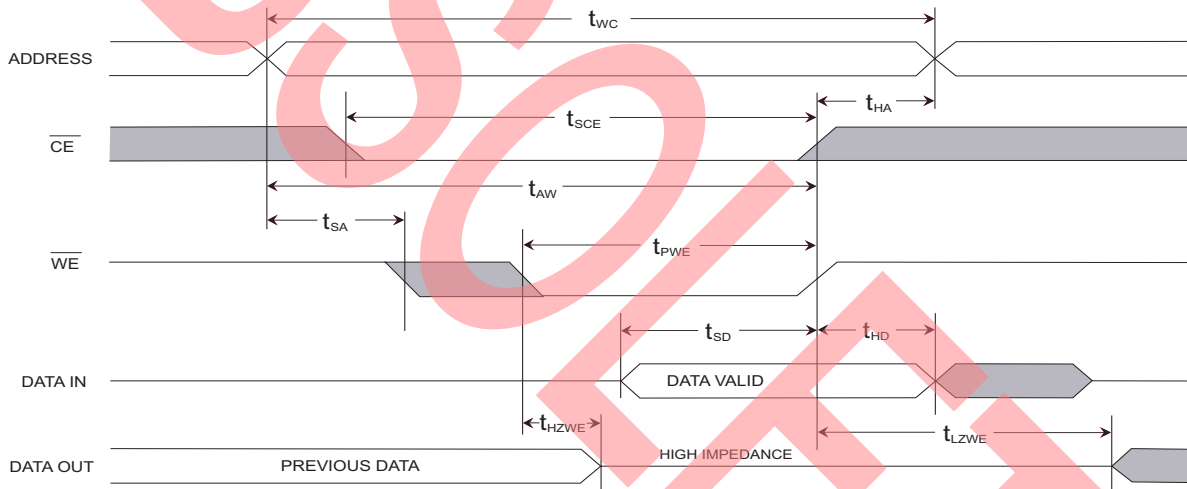 tWC
ADDRESS
tHA
tSCE
CE
tAW
tSA
tPWE
WE
tSD
tHD
DATA IN
DATA VALID
tHZWE
tLZWE
HIGH IMPEDANCE
DATA OUT
PREVIOUS DATA